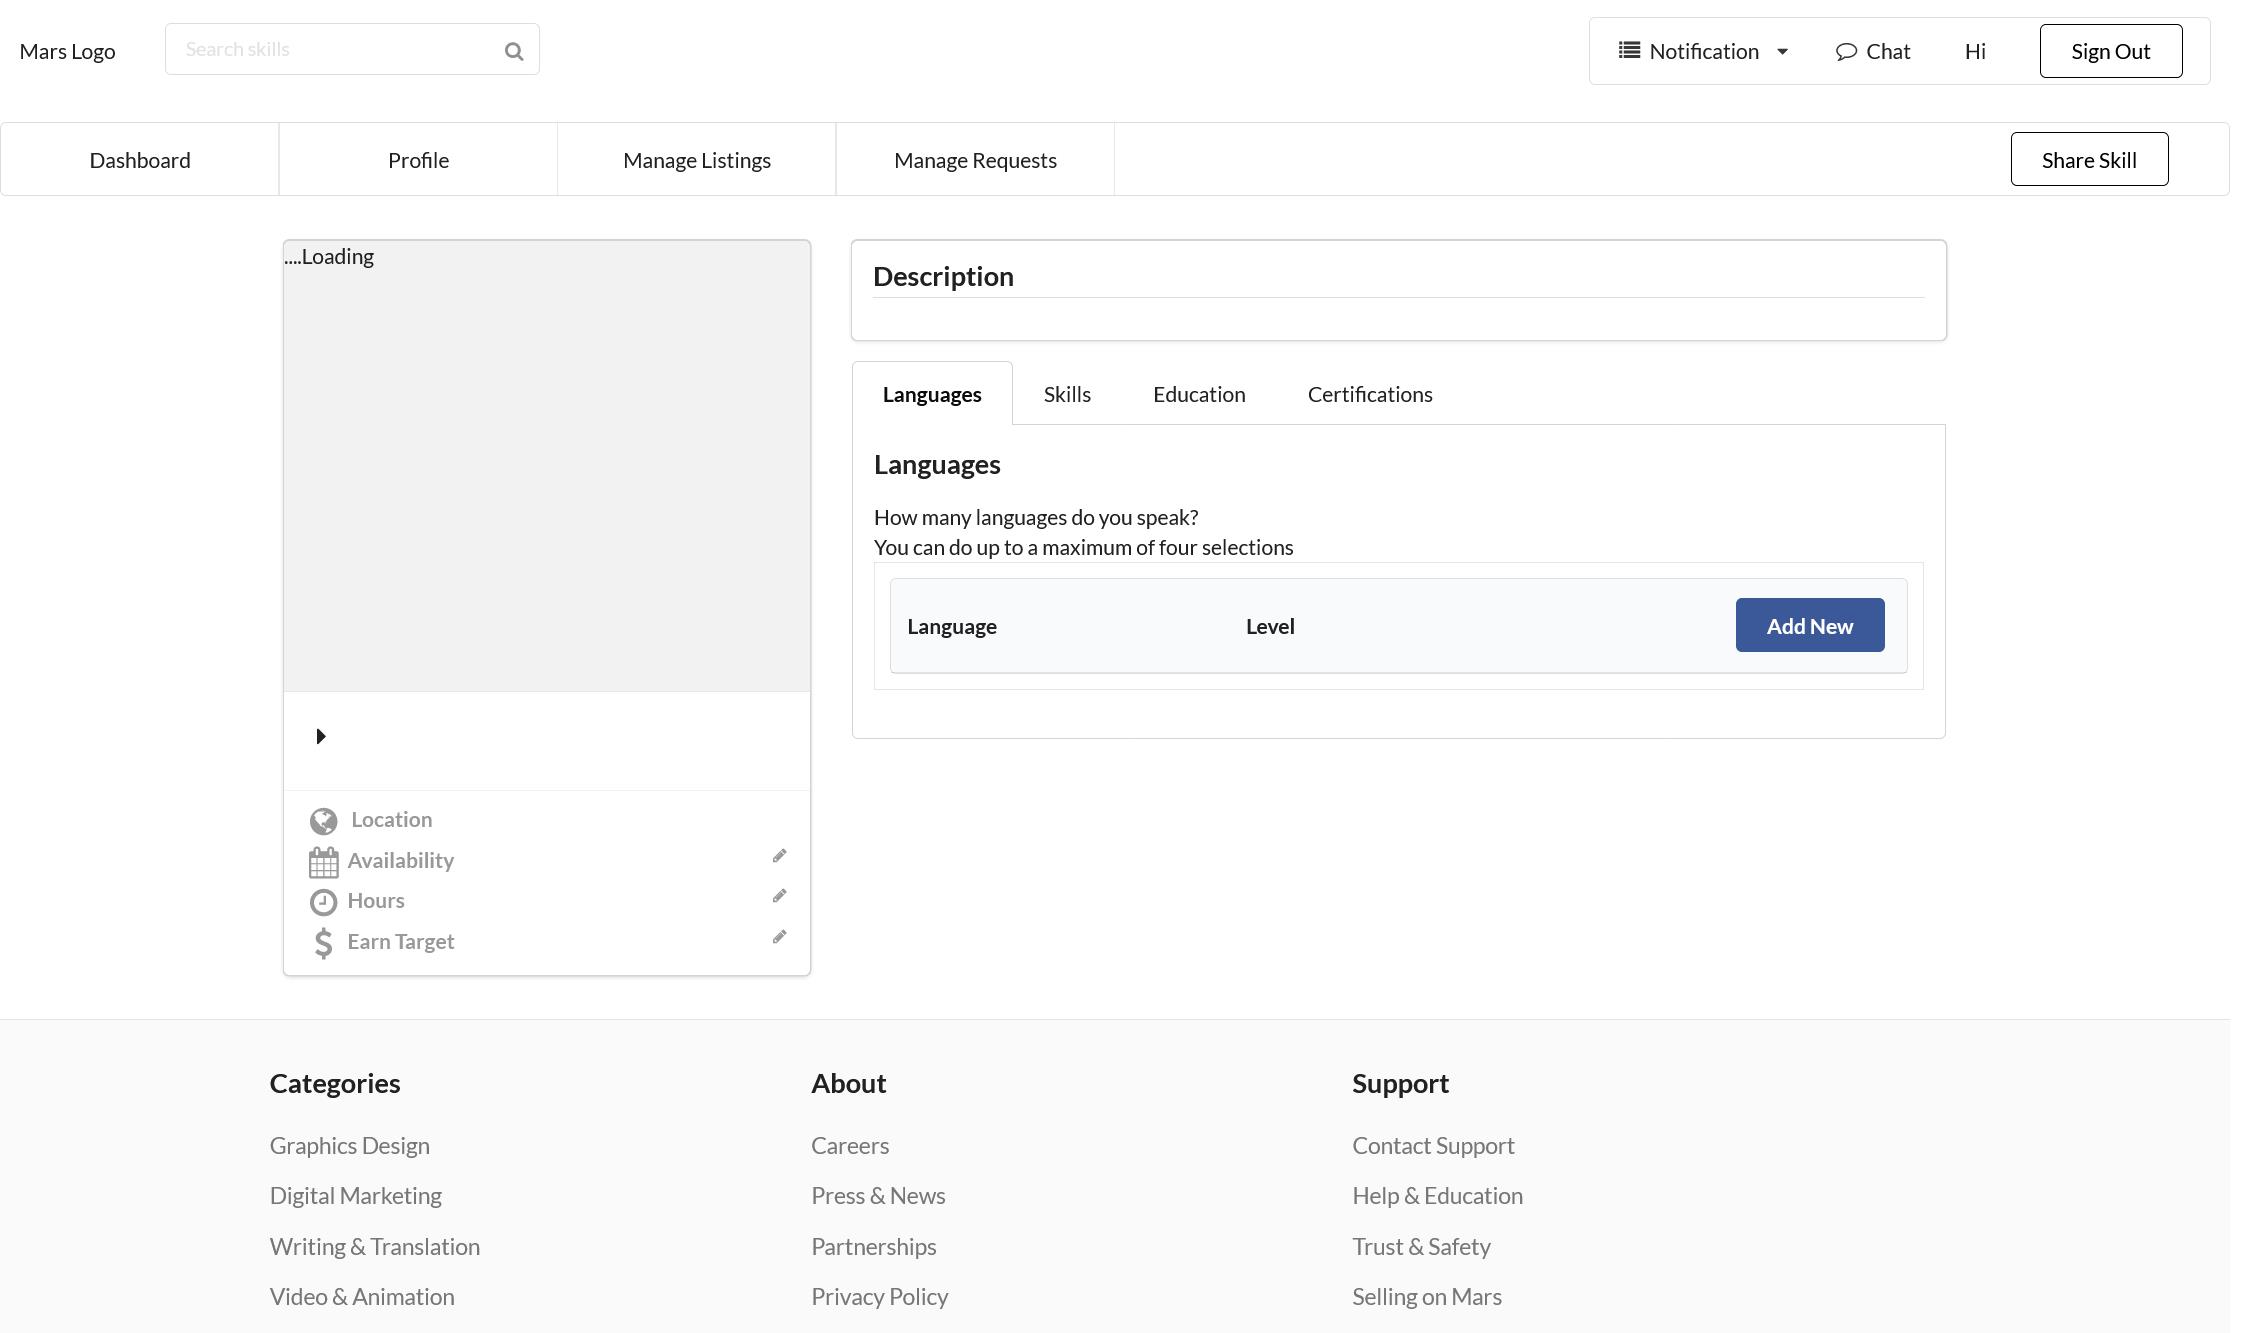 Mars Logo
Search skills
Notification
Chat
Hi
Sign Out
Dashboard
Profile
Manage Listings
Manage Requests
Share Skill
....Loading
Location
Availability
Hours
Earn Target
Description
Languages
Skills
Education
Certifications
Languages
How many languages do you speak?
You can do up to a maximum of four selections
Language
Level
Add New
Categories
Graphics Design
Digital Marketing
Writing & Translation
Video & Animation
About
Careers
Press & News
Partnerships
Privacy Policy
Support
Contact Support
Help & Education
Trust & Safety
Selling on Mars